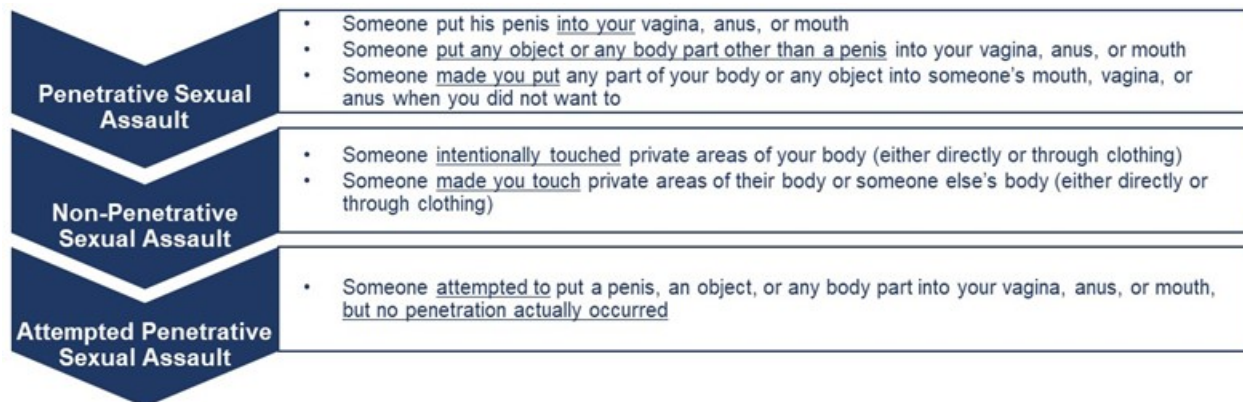 Penetrative Sexual
Assault
• Someone put his penis into your vagina, anus, or mouth
• Someone put any object or any body part other than a penis into your vagina, anus, or mouth
• Someone made you put any part of your body or any object into someone's mouth, vagina, or
anus when you did not want to
Non-Penetrative
Sexual Assault
• Someone intentionally touched private areas of your body (either directly or through clothing)
• Someone made you touch private areas of their body or someone else's body (either directly or
through clothing)
Attempted Penetrative
Sexual Assault
• Someone attempted to put a penis, an object, or any body part into your vagina, anus, or mouth,
but no penetration actually occurred